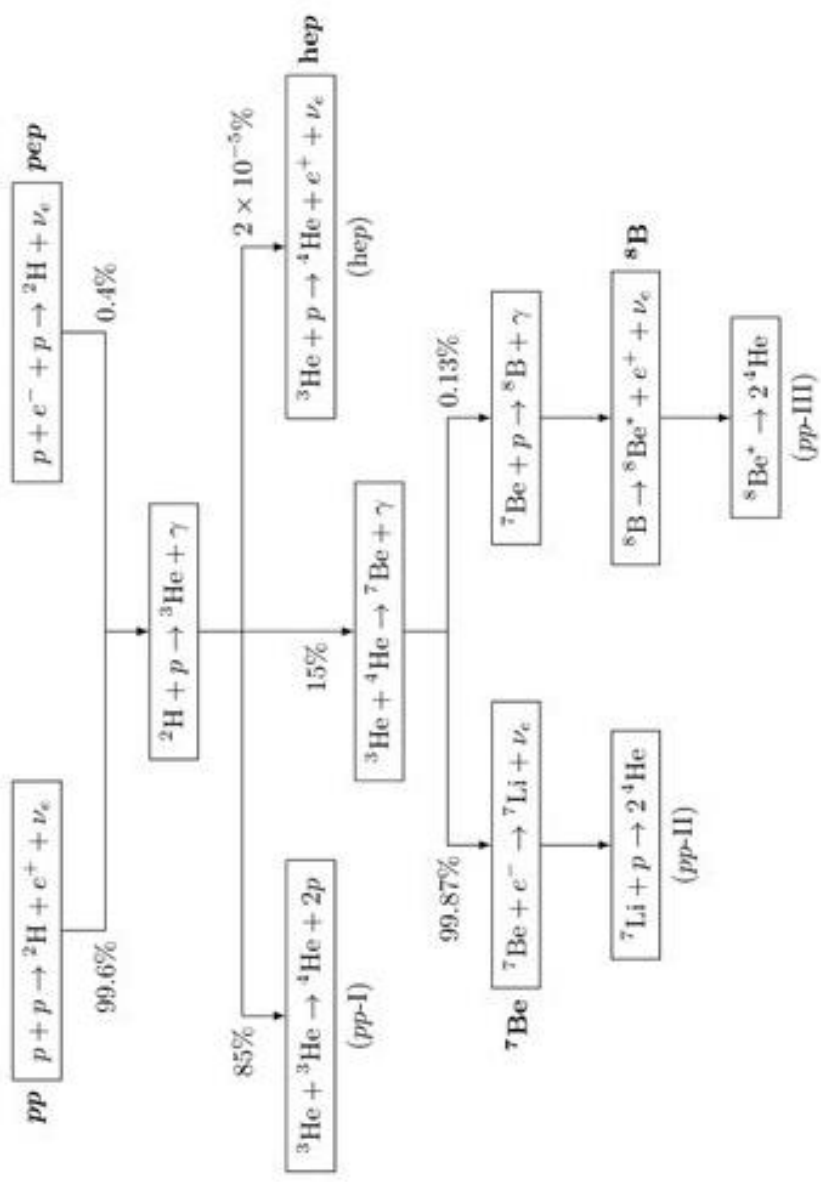 pp
p + p → ²H + e⁺ + νₑ
99.6%
pep
p + e⁻ + p → ²H + νₑ
0.4%
²H + p → ³He + γ
85%
³He + ³He → ⁴He + 2p
(pp-I)
15%
³He + ⁴He → ⁷Be + γ
2 × 10⁻⁵%
hep
³He + p → ⁴He + e⁺ + νₑ
(hep)
99.87%
⁷Be
⁷Be + e⁻ → ⁷Li + νₑ
⁷Li + p → 2 ⁴He
(pp-II)
0.13%
⁷Be + p → ⁸B + γ
⁸B
⁸B → ⁸Be* + e⁺ + νₑ
⁸Be* → 2 ⁴He
(pp-III)